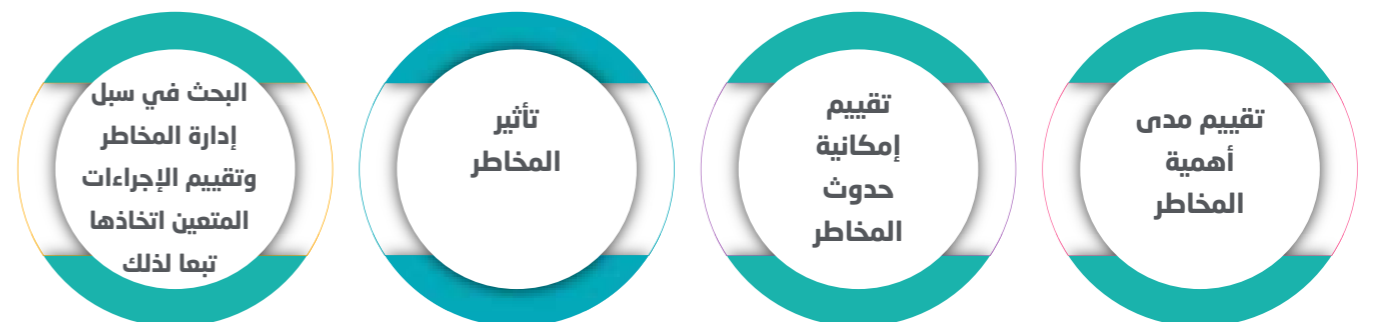 تقييم مدى
أهمية
المخاطر
تقييم
إمكانية
حدوث
المخاطر
تأثير
المخاطر
البحث في سبل
إدارة المخاطر
وتقييم الإجراءات
المتعين اتخاذها
تبعا لذلك